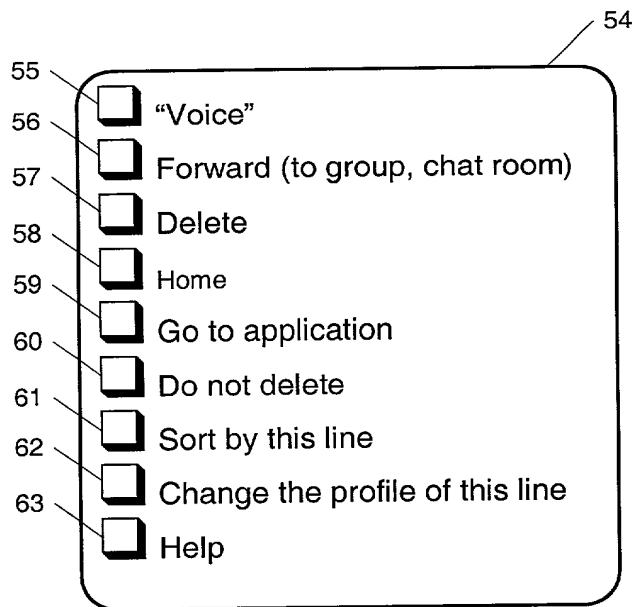 54
55 “Voice”
56 Forward (to group, chat room)
57 Delete
58 Home
59 Go to application
60 Do not delete
61 Sort by this line
62 Change the profile of this line
63 Help